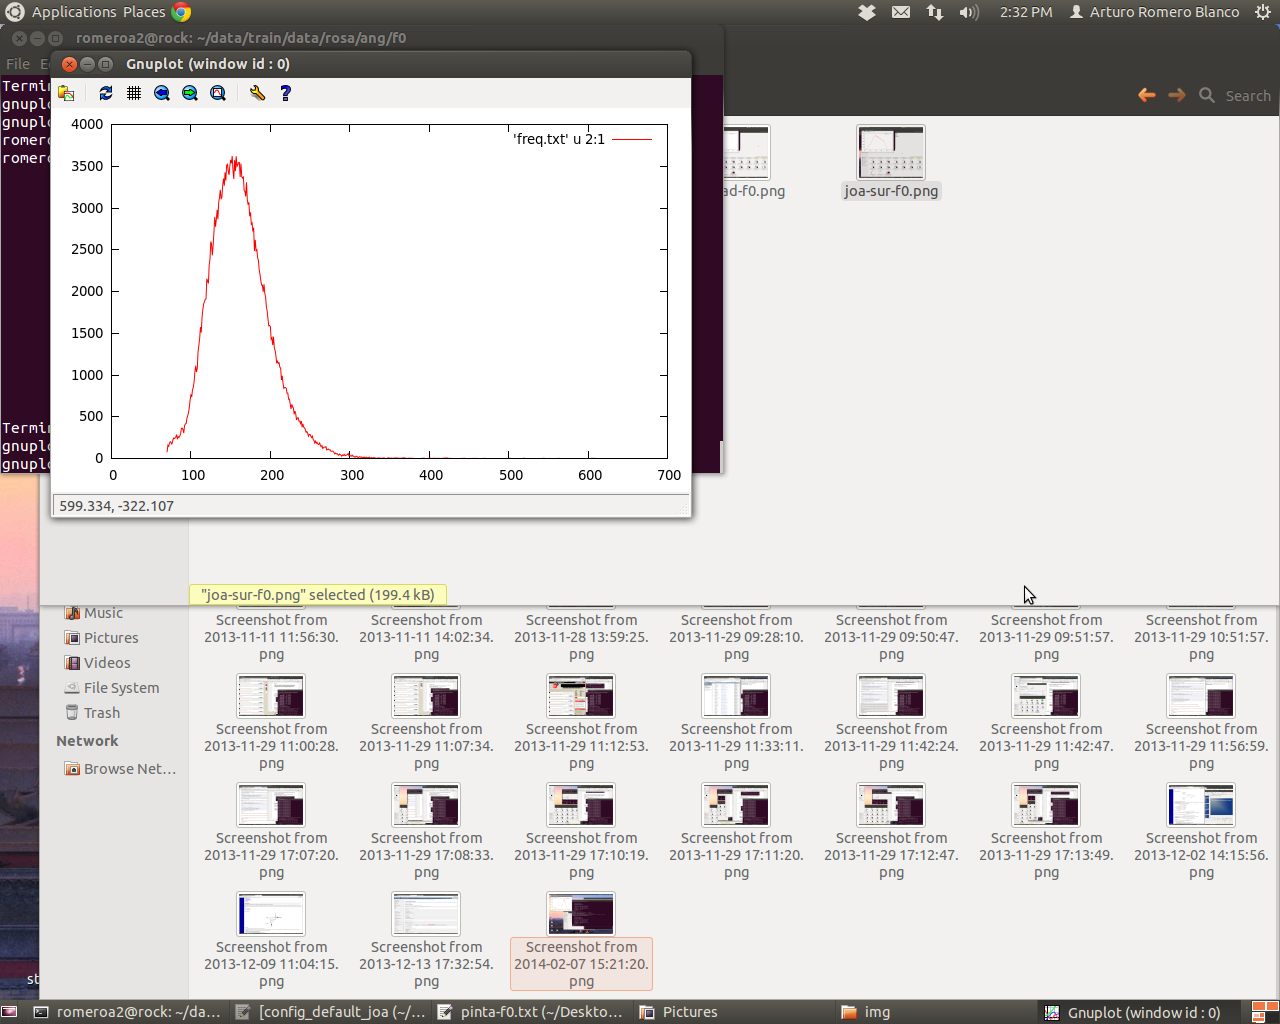 Applications Places
2:32 PM Arturo Romero Blanco
romeroa2@rock: ~/data/train/data/rosa/ang/f0
File
Gnuplot (window id : 0)
Search
'freq.txt' u 2:1
4000
3500
3000
2500
2000
1500
1000
500
0
0 100 200 300 400 500 600 700
599.334, -322.107
ad-f0.png
joa-sur-f0.png
"joa-sur-f0.png" selected (199.4 kB)
Music
Pictures
Videos
File System
Trash
Network
Browse Net...
Screenshot from 2013-11-11 11:56:30.png
Screenshot from 2013-11-11 14:02:34.png
Screenshot from 2013-11-28 13:59:25.png
Screenshot from 2013-11-29 09:28:10.png
Screenshot from 2013-11-29 09:50:47.png
Screenshot from 2013-11-29 09:51:57.png
Screenshot from 2013-11-29 10:51:57.png
Screenshot from 2013-11-29 11:00:28.png
Screenshot from 2013-11-29 11:07:34.png
Screenshot from 2013-11-29 11:12:53.png
Screenshot from 2013-11-29 11:33:11.png
Screenshot from 2013-11-29 11:42:24.png
Screenshot from 2013-11-29 11:42:47.png
Screenshot from 2013-11-29 11:56:59.png
Screenshot from 2013-11-29 17:07:20.png
Screenshot from 2013-11-29 17:08:33.png
Screenshot from 2013-11-29 17:10:19.png
Screenshot from 2013-11-29 17:11:20.png
Screenshot from 2013-11-29 17:12:47.png
Screenshot from 2013-11-29 17:13:49.png
Screenshot from 2013-12-02 14:15:56.png
Screenshot from 2013-12-09 11:04:15.png
Screenshot from 2013-12-13 17:32:54.png
Screenshot from 2014-02-07 15:21:20.png
romeroa2@rock: ~/da...
[config_default_joa (~/...
pinta-f0.txt (~/Deskto...
Pictures
img
Gnuplot (window id : 0)